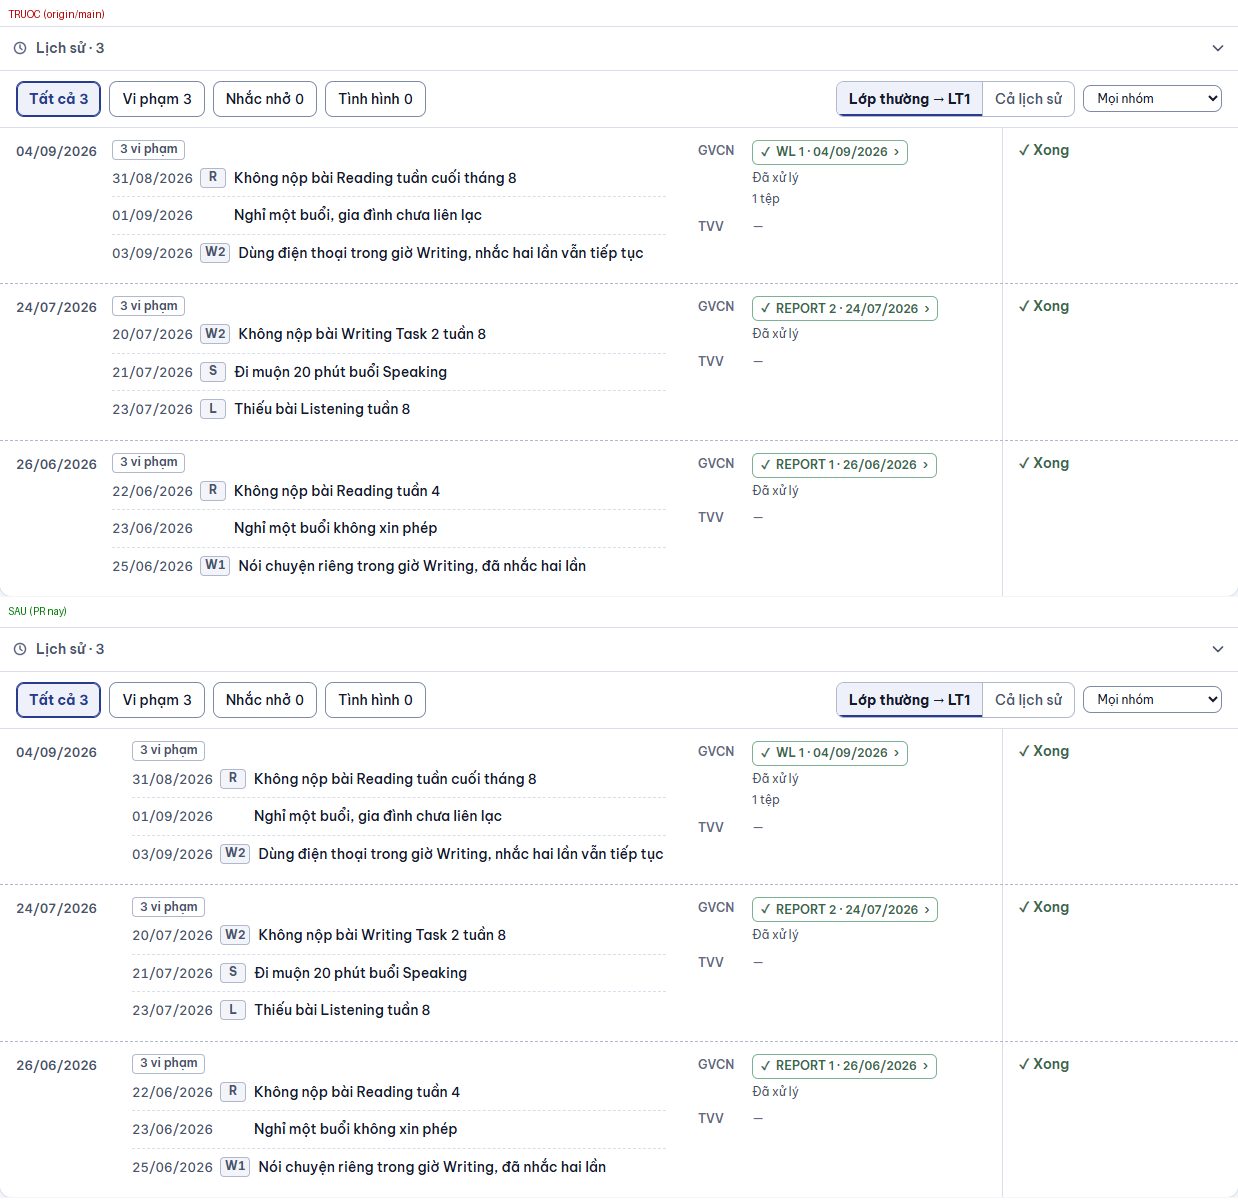 TRUOC (origin/main)
Lịch sử · 3
Tất cả 3 Vi phạm 3 Nhắc nhở 0 Tình hình 0 Lớp thường → LT1 Cả lịch sử Mọi nhóm
04/09/2026 3 vi phạm GVCN ✓ WL 1 · 04/09/2026 › ✓ Xong
31/08/2026 R Không nộp bài Reading tuần cuối tháng 8 Đã xử lý
1 tệp
01/09/2026 Nghỉ một buổi, gia đình chưa liên lạc TVV —
03/09/2026 W2 Dùng điện thoại trong giờ Writing, nhắc hai lần vẫn tiếp tục
24/07/2026 3 vi phạm GVCN ✓ REPORT 2 · 24/07/2026 › ✓ Xong
20/07/2026 W2 Không nộp bài Writing Task 2 tuần 8 Đã xử lý
21/07/2026 S Đi muộn 20 phút buổi Speaking TVV —
23/07/2026 L Thiếu bài Listening tuần 8
26/06/2026 3 vi phạm GVCN ✓ REPORT 1 · 26/06/2026 › ✓ Xong
22/06/2026 R Không nộp bài Reading tuần 4 Đã xử lý
23/06/2026 Nghỉ một buổi không xin phép TVV —
25/06/2026 W1 Nói chuyện riêng trong giờ Writing, đã nhắc hai lần
SAU (PR nay)
Lịch sử · 3
Tất cả 3 Vi phạm 3 Nhắc nhở 0 Tình hình 0 Lớp thường → LT1 Cả lịch sử Mọi nhóm
04/09/2026 3 vi phạm GVCN ✓ WL 1 · 04/09/2026 › ✓ Xong
31/08/2026 R Không nộp bài Reading tuần cuối tháng 8 Đã xử lý
1 tệp
01/09/2026 Nghỉ một buổi, gia đình chưa liên lạc TVV —
03/09/2026 W2 Dùng điện thoại trong giờ Writing, nhắc hai lần vẫn tiếp tục
24/07/2026 3 vi phạm GVCN ✓ REPORT 2 · 24/07/2026 › ✓ Xong
20/07/2026 W2 Không nộp bài Writing Task 2 tuần 8 Đã xử lý
21/07/2026 S Đi muộn 20 phút buổi Speaking TVV —
23/07/2026 L Thiếu bài Listening tuần 8
26/06/2026 3 vi phạm GVCN ✓ REPORT 1 · 26/06/2026 › ✓ Xong
22/06/2026 R Không nộp bài Reading tuần 4 Đã xử lý
23/06/2026 Nghỉ một buổi không xin phép TVV —
25/06/2026 W1 Nói chuyện riêng trong giờ Writing, đã nhắc hai lần